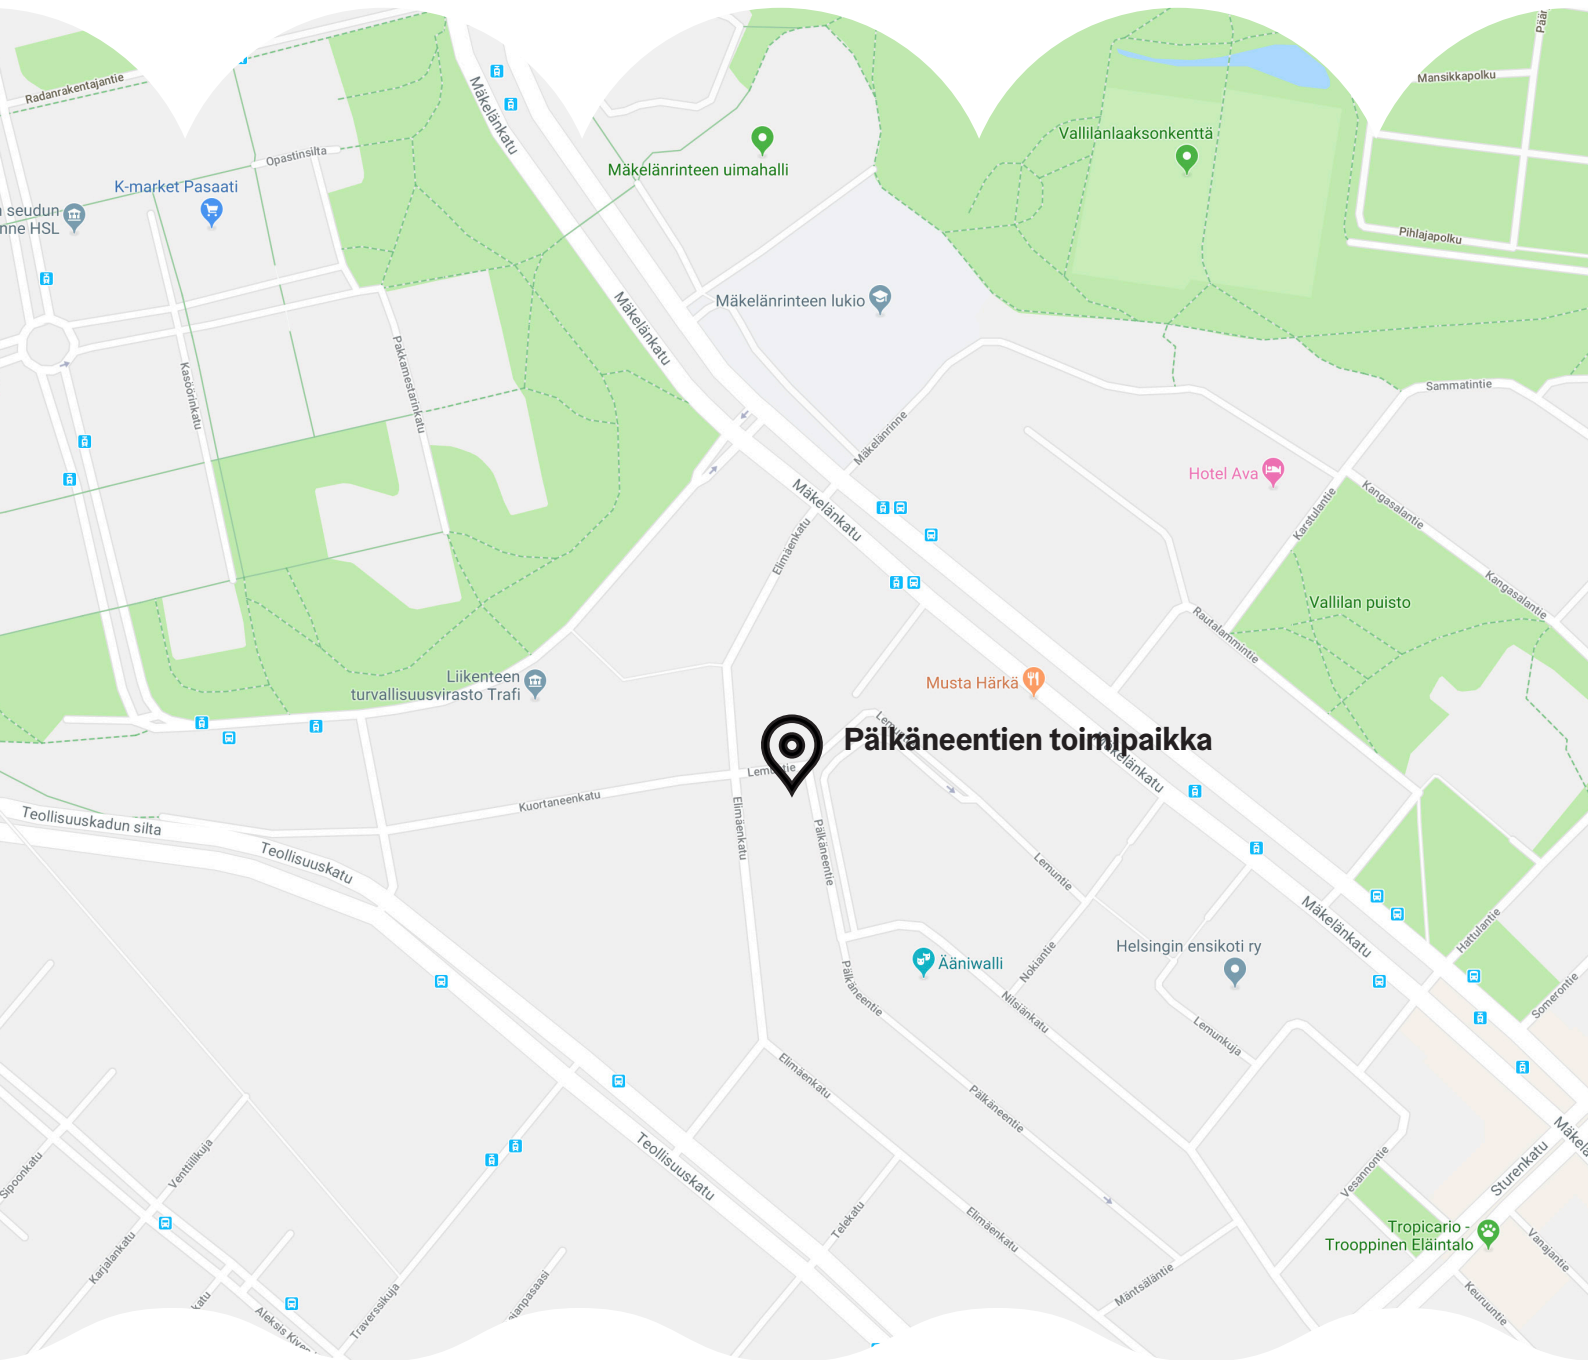 Radanrakentajantie
Mäkelänkatu
Mansikkapolku
Opastinsilta
Vallilanlaaksonkenttä
Mäkelänrinteen uimahalli
K-market Pasaati
seudun
nne HSL
Pihlajapolku
Mäkelänrinteen lukio
Mäkelänkatu
Kasöörinkatu
Pakkamestarinkatu
Sammatintie
Mäkelänrinne
Hotel Ava
Mäkelänkatu
Elimäenkatu
Karstulantie
Kangasalantie
Kangasalantie
Vallilan puisto
Rautalammintie
Liikenteen
turvallisuusvirasto Trafi
Musta Härkä
Pälkäneentien toimipaikka
Mäkelänkatu
Kuortaneenkatu
Elimäenkatu
Pälkäneentie
Teollisuuskadun silta
Teollisuuskatu
Lemuntie
Mäkelänkatu
Hattulantie
Helsingin ensikoti ry
Ääniwalli
Nokiantie
Pälkäneentie
Nilsiänkatu
Somerontie
Lemunkuja
Elimäenkatu
Pälkäneentie
Teollisuuskatu
Venttiilikuja
Sipoonkatu
Vesannontie
Sturenkatu
Telekatu
Elimäenkatu
Tropicario -
Trooppinen Eläintalo
Vanajantie
Karjalankatu
Mäntsäläntie
Keuruuntie
Traverssikuja
katu
Aleksis Kiven